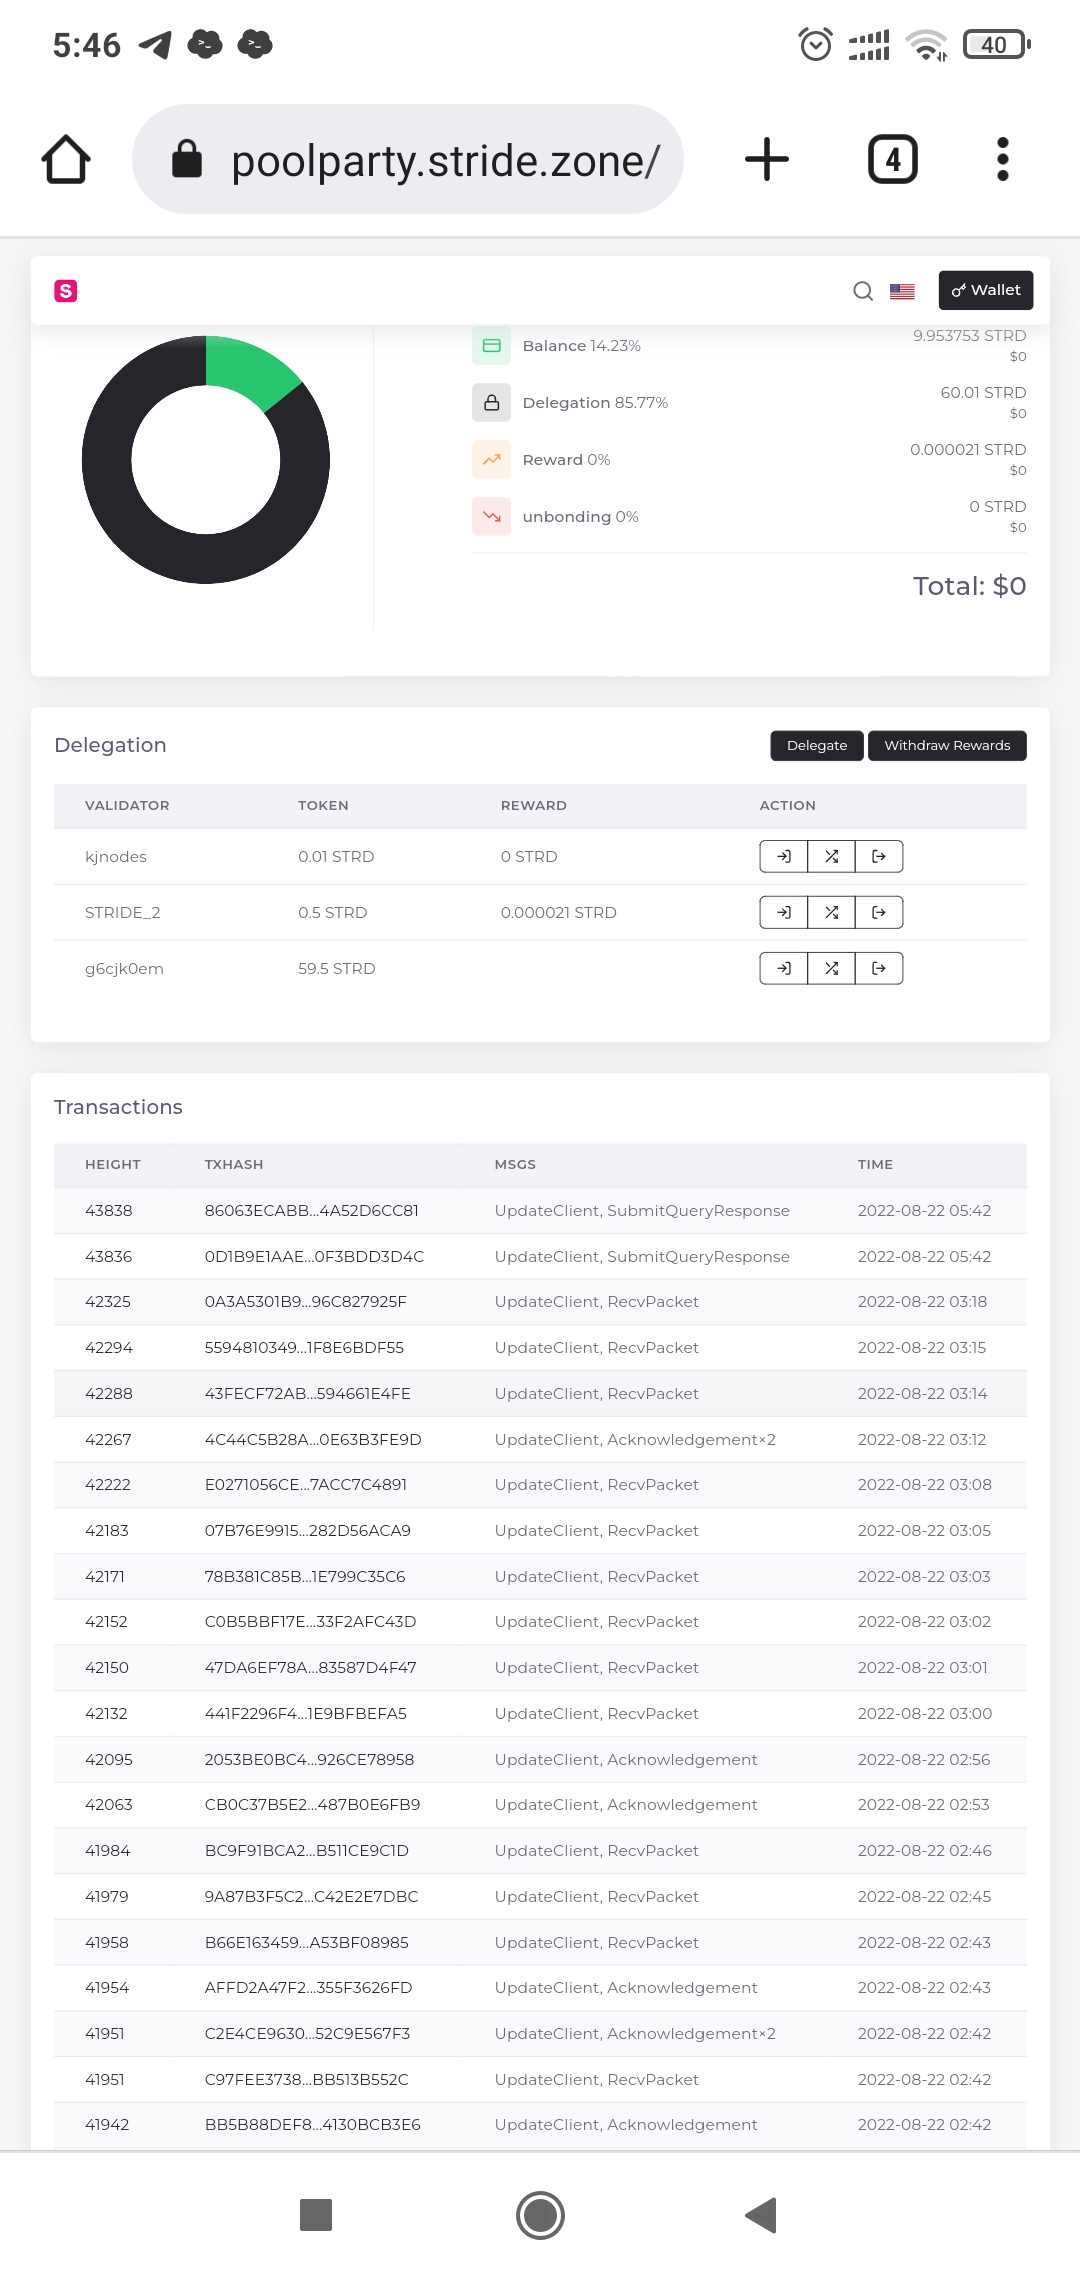 5:46
40
poolparty.stride.zone/
4
S
Wallet
Balance 14.23%
9.953753 STRD
$0
Delegation 85.77%
60.01 STRD
$0
Reward 0%
0.000021 STRD
$0
unbonding 0%
0 STRD
$0
Total: $0
Delegation
Delegate
Withdraw Rewards
VALIDATOR TOKEN REWARD ACTION
kjnodes 0.01 STRD 0 STRD
STRIDE_2 0.5 STRD 0.000021 STRD
g6cjk0em 59.5 STRD
Transactions
HEIGHT TXHASH MSGS TIME
43838 86063ECABB...4A52D6CC81 UpdateClient, SubmitQueryResponse 2022-08-22 05:42
43836 0D1B9E1AAE...0F3BDD3D4C UpdateClient, SubmitQueryResponse 2022-08-22 05:42
42325 0A3A5301B9...96C827925F UpdateClient, RecvPacket 2022-08-22 03:18
42294 5594810349...1F8E6BDF55 UpdateClient, RecvPacket 2022-08-22 03:15
42288 43FECF72AB...594661E4FE UpdateClient, RecvPacket 2022-08-22 03:14
42267 4C44C5B28A...0E63B3FE9D UpdateClient, Acknowledgement×2 2022-08-22 03:12
42222 E0271056CE...7ACC7C4891 UpdateClient, RecvPacket 2022-08-22 03:08
42183 07B76E9915...282D56ACA9 UpdateClient, RecvPacket 2022-08-22 03:05
42171 78B381C85B...1E799C35C6 UpdateClient, RecvPacket 2022-08-22 03:03
42152 C0B5BBF17E...33F2AFC43D UpdateClient, RecvPacket 2022-08-22 03:02
42150 47DA6EF78A...83587D4F47 UpdateClient, RecvPacket 2022-08-22 03:01
42132 441F2296F4...1E9BFBEFA5 UpdateClient, RecvPacket 2022-08-22 03:00
42095 2053BE0BC4...926CE78958 UpdateClient, Acknowledgement 2022-08-22 02:56
42063 CB0C37B5E2...487B0E6FB9 UpdateClient, Acknowledgement 2022-08-22 02:53
41984 BC9F91BCA2...B511CE9C1D UpdateClient, RecvPacket 2022-08-22 02:46
41979 9A87B3F5C2...C42E2E7DBC UpdateClient, RecvPacket 2022-08-22 02:45
41958 B66E163459...A53BF08985 UpdateClient, RecvPacket 2022-08-22 02:43
41954 AFFD2A47F2...355F3626FD UpdateClient, Acknowledgement 2022-08-22 02:43
41951 C2E4CE9630...52C9E567F3 UpdateClient, Acknowledgement×2 2022-08-22 02:42
41951 C97FEE3738...BB513B552C UpdateClient, RecvPacket 2022-08-22 02:42
41942 BB5B88DEF8...4130BCB3E6 UpdateClient, Acknowledgement 2022-08-22 02:42